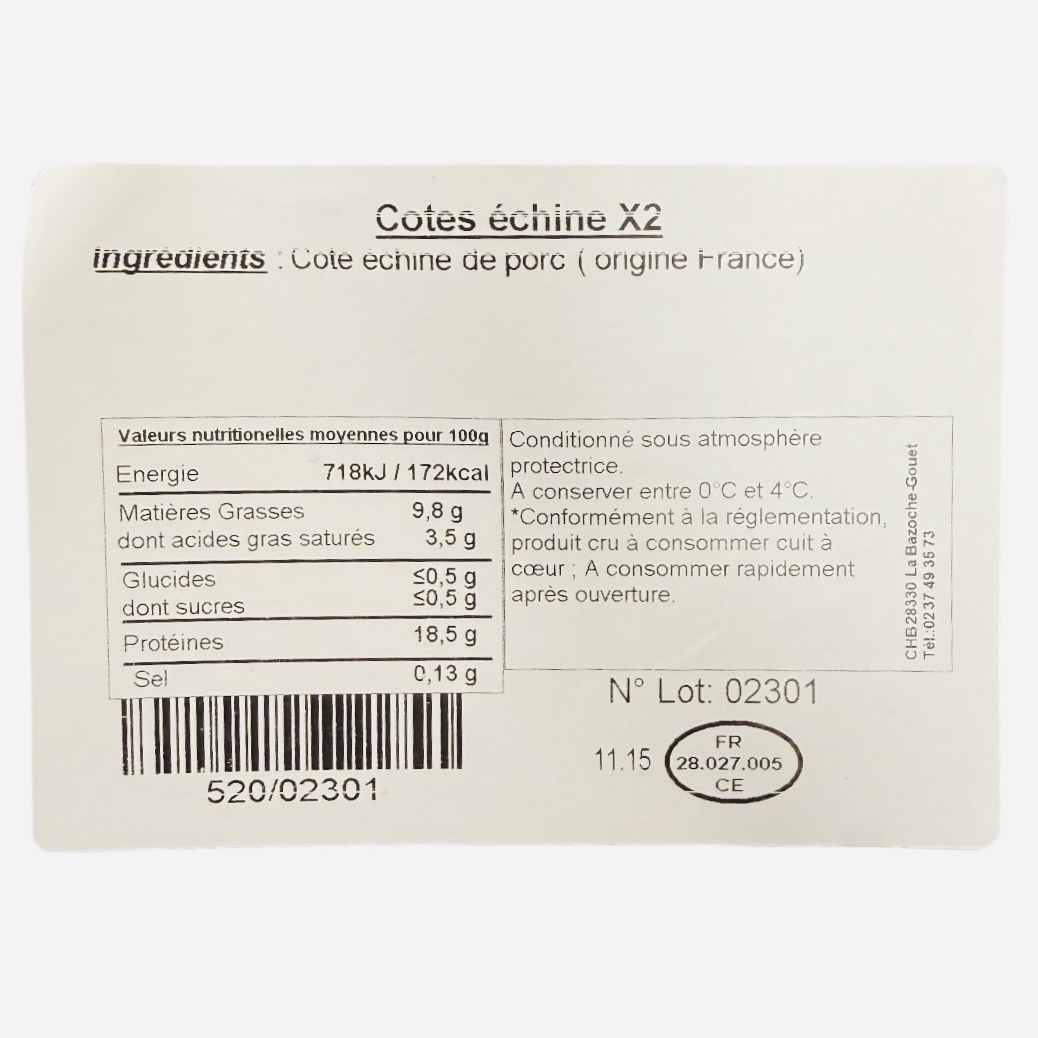 Cotes échine X2
ingrédients : Cote échine de porc ( origine France)
Valeurs nutritionelles moyennes pour 100g
Energie 718kJ / 172kcal
Matières Grasses 9,8 g
dont acides gras saturés 3,5 g
Glucides ≤0,5 g
dont sucres ≤0,5 g
Protéines 18,5 g
Sel 0,13 g
Conditionné sous atmosphère
protectrice.
A conserver entre 0°C et 4°C.
*Conformément à la réglementation,
produit cru à consommer cuit à
cœur ; A consommer rapidement
après ouverture.
CHB 28330 La Bazoche-Gouet
Tél.:02 37 49 35 73
520/02301
N° Lot: 02301
11.15
FR
28.027.005
CE